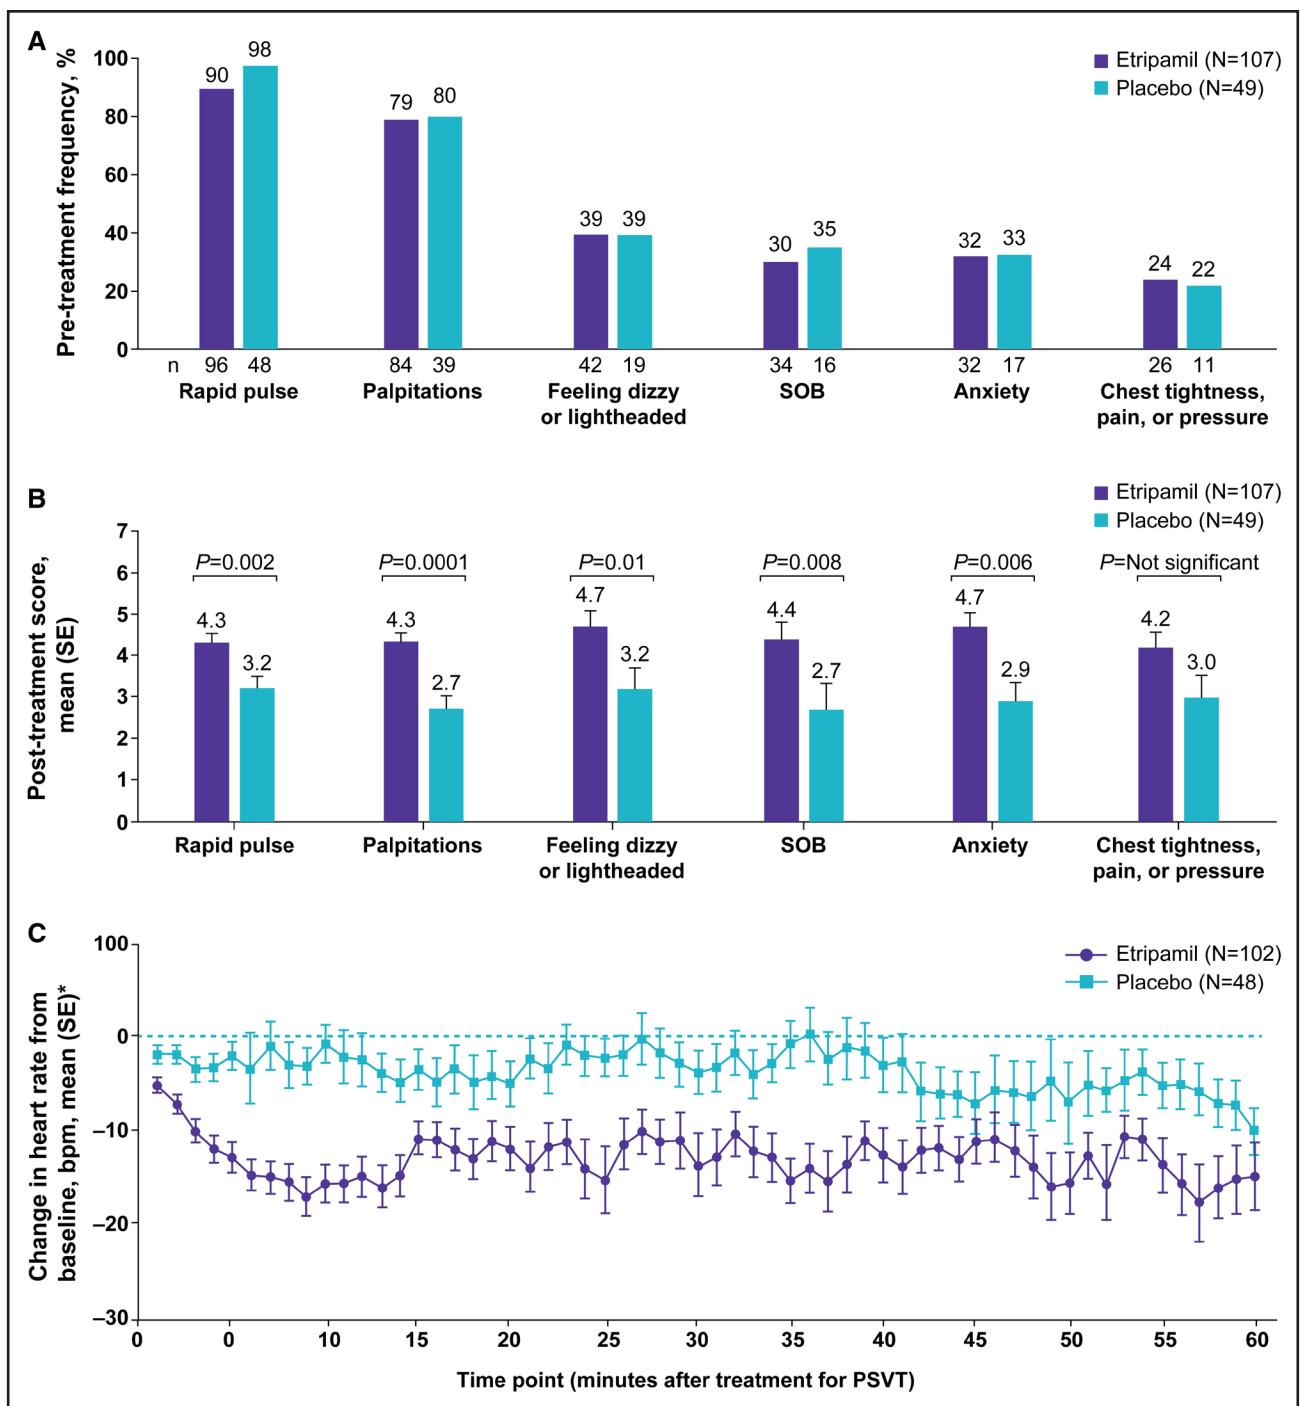 A
Pre-treatment frequency, %
100
80
60
40
20
0
Etripamil (N=107)
Placebo (N=49)
90 98
79 80
39 39
30 35
32 33
24 22
n 96 48 84 39 42 19 34 16 32 17 26 11
Rapid pulse
Palpitations
Feeling dizzy
or lightheaded
SOB
Anxiety
Chest tightness,
pain, or pressure
B
Post-treatment score,
mean (SE)
7
6
5
4
3
2
1
0
Etripamil (N=107)
Placebo (N=49)
P=0.002
P=0.0001
P=0.01
P=0.008
P=0.006
P=Not significant
4.3 3.2
4.3 2.7
4.7 3.2
4.4 2.7
4.7 2.9
4.2 3.0
Rapid pulse
Palpitations
Feeling dizzy
or lightheaded
SOB
Anxiety
Chest tightness,
pain, or pressure
C
Change in heart rate from
baseline, bpm, mean (SE)*
100
0
–10
–20
–30
Etripamil (N=102)
Placebo (N=48)
0 0 10 15 20 25 30 35 40 45 50 55 60
Time point (minutes after treatment for PSVT)